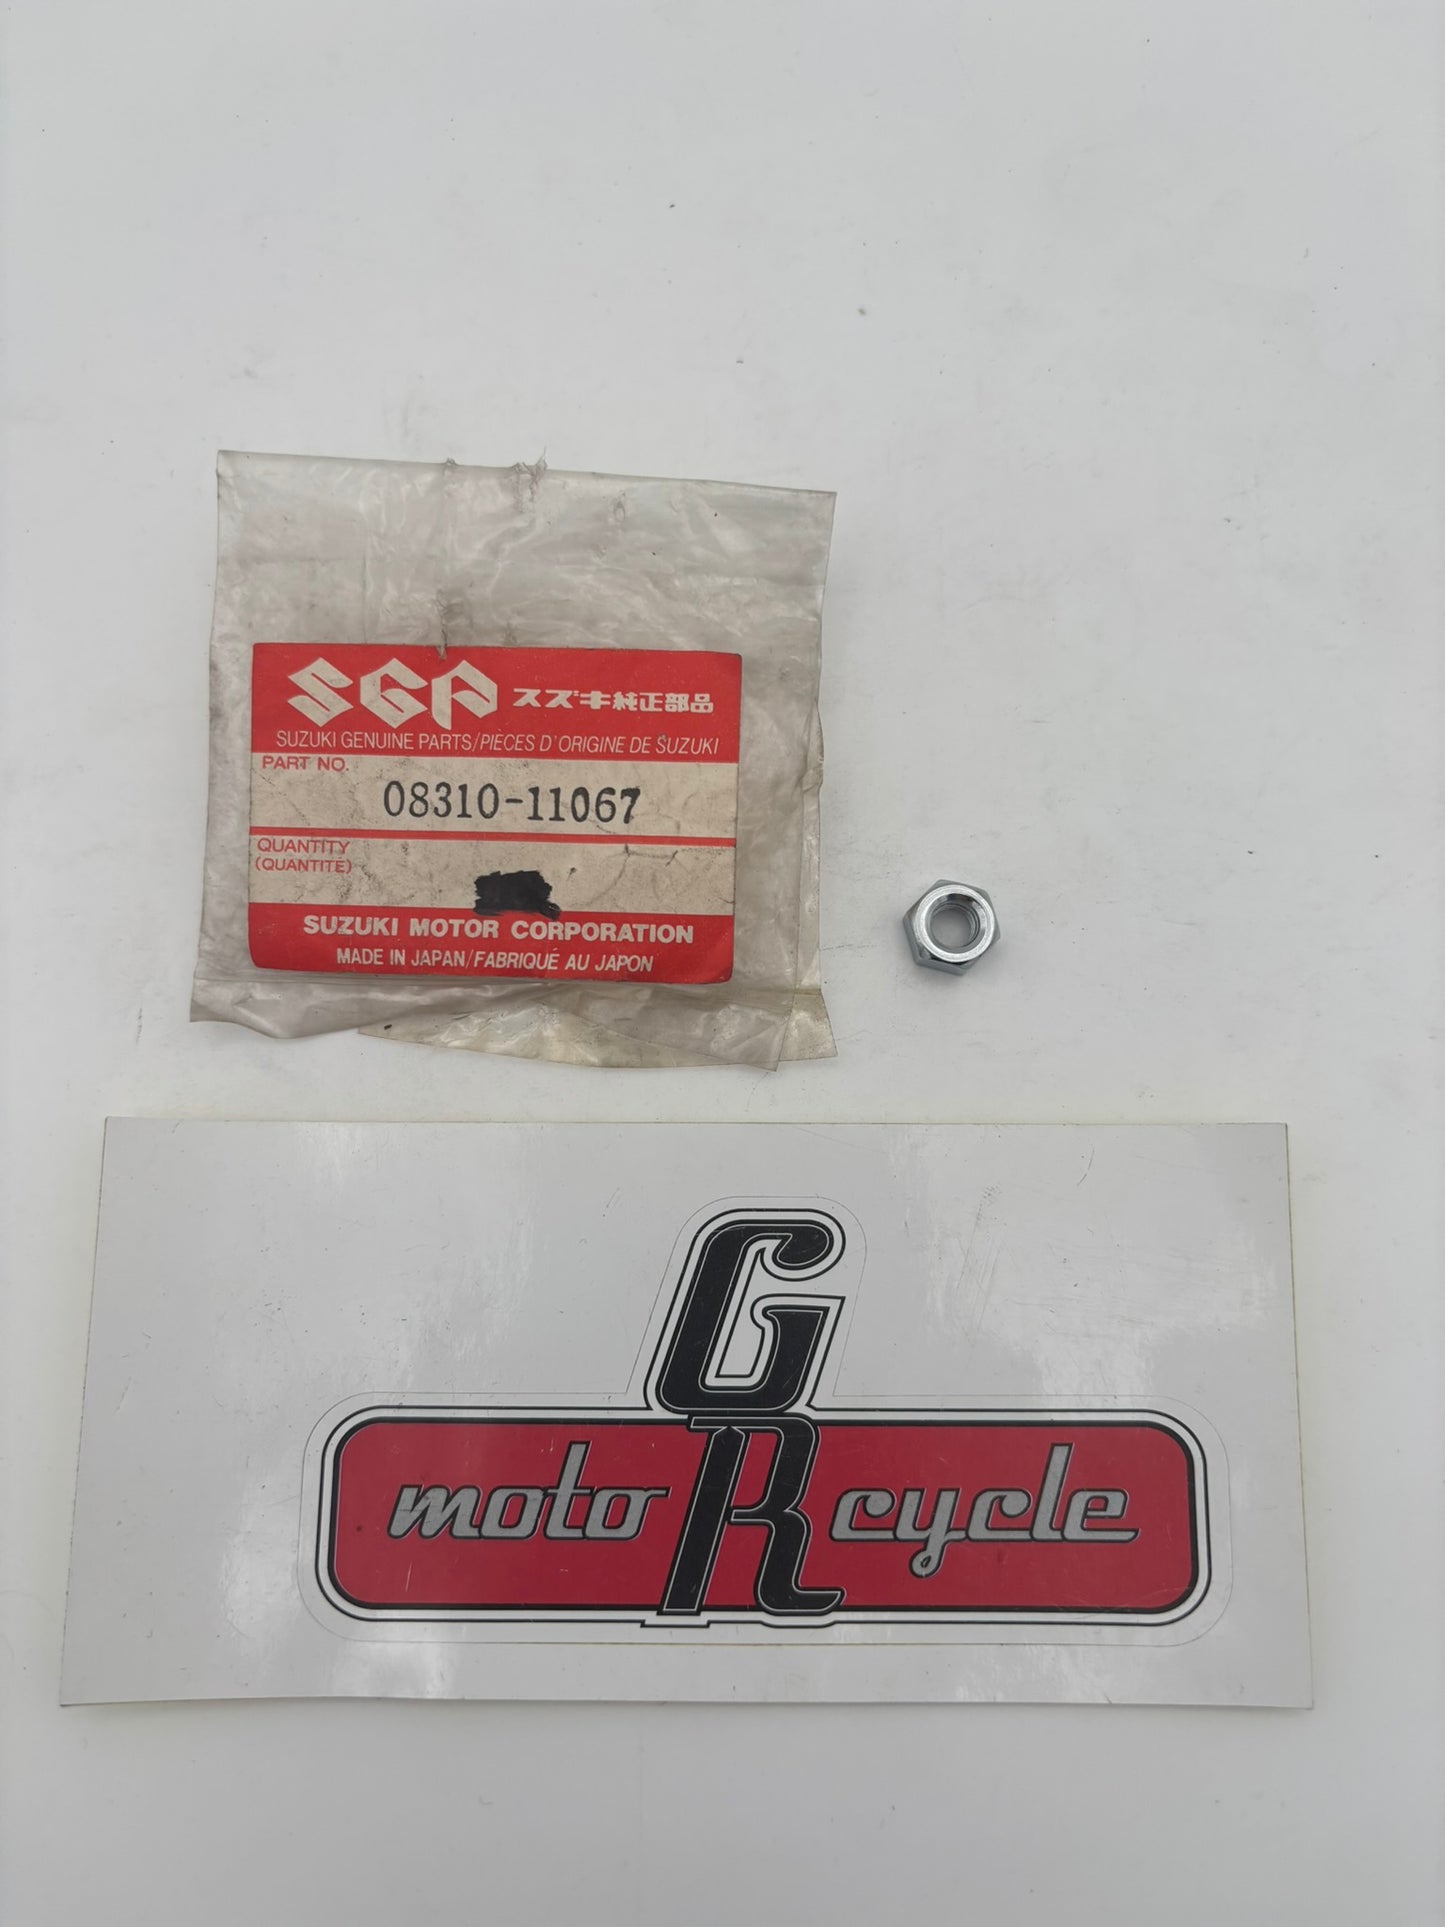 SGP スズキ純正部品
SUZUKI GENUINE PARTS/PIÈCES D'ORIGINE DE SUZUKI
PART NO.
08310-11067
QUANTITY
(QUANTITÉ)
SUZUKI MOTOR CORPORATION
MADE IN JAPAN/FABRIQUÉ AU JAPON
G
moto R cycle